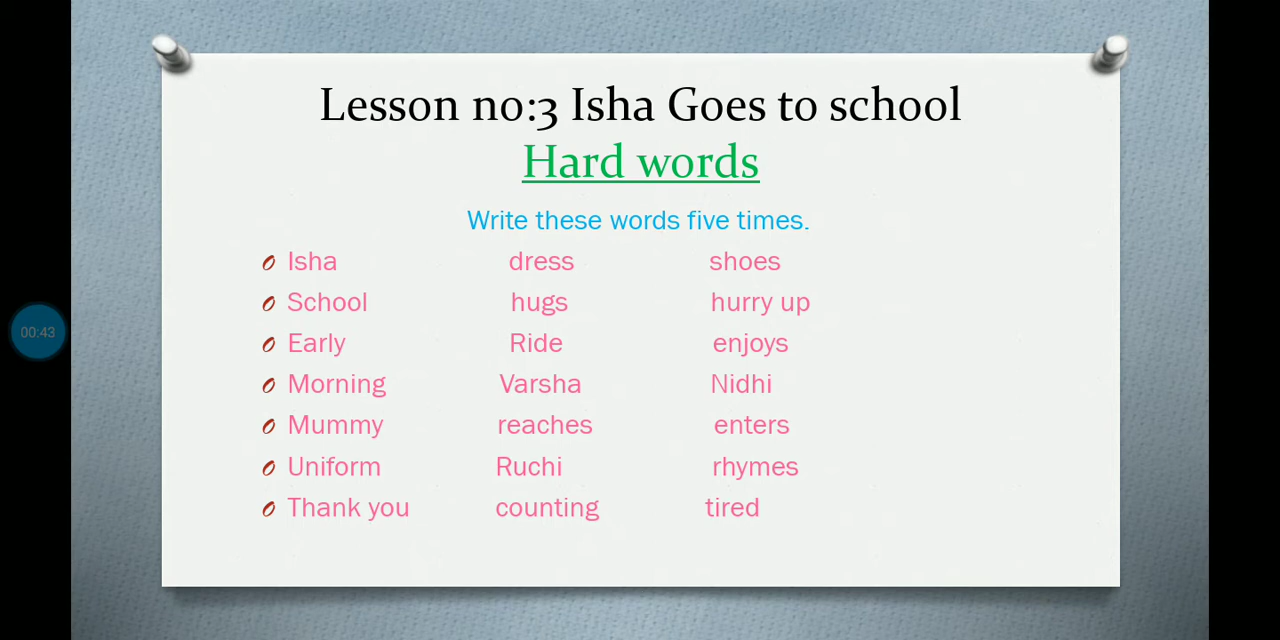 Lesson no:3 Isha Goes to school
Hard words
Write these words five times.
Isha dress shoes
School hugs hurry up
Early Ride enjoys
Morning Varsha Nidhi
Mummy reaches enters
Uniform Ruchi rhymes
Thank you counting tired
00:43